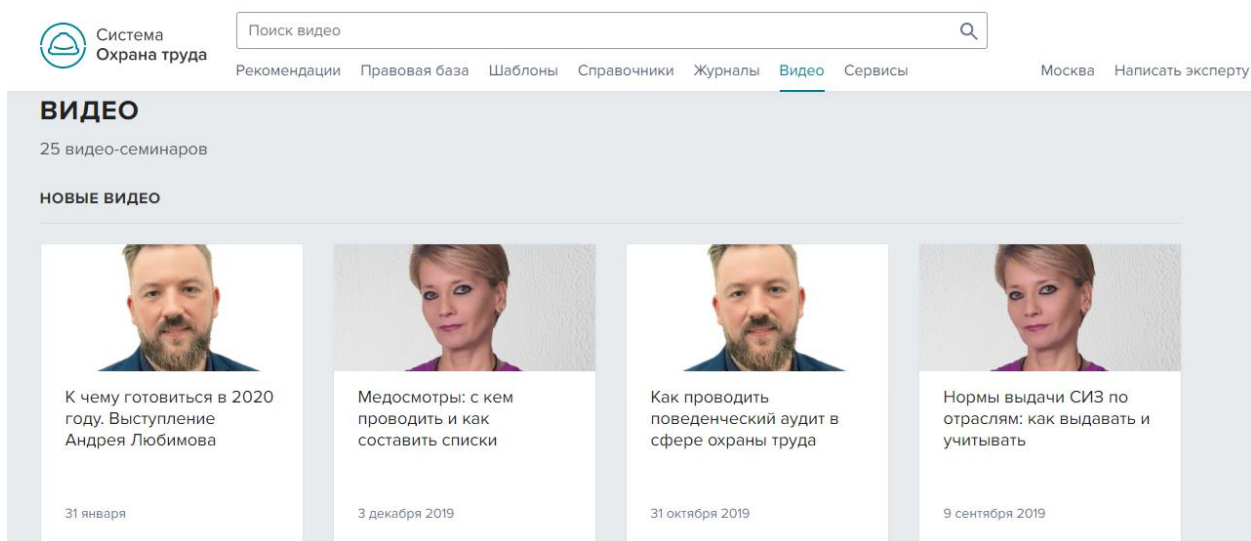 Система
Охрана труда
Поиск видео
Рекомендации Правовая база Шаблоны Справочники Журналы Видео Сервисы Москва Написать эксперту
ВИДЕО
25 видео-семинаров
НОВЫЕ ВИДЕО
К чему готовиться в 2020
году. Выступление
Андрея Любимова
31 января
Медосмотры: с кем
проводить и как
составить списки
3 декабря 2019
Как проводить
поведенческий аудит в
сфере охраны труда
31 октября 2019
Нормы выдачи СИЗ по
отраслям: как выдавать и
учитывать
9 сентября 2019